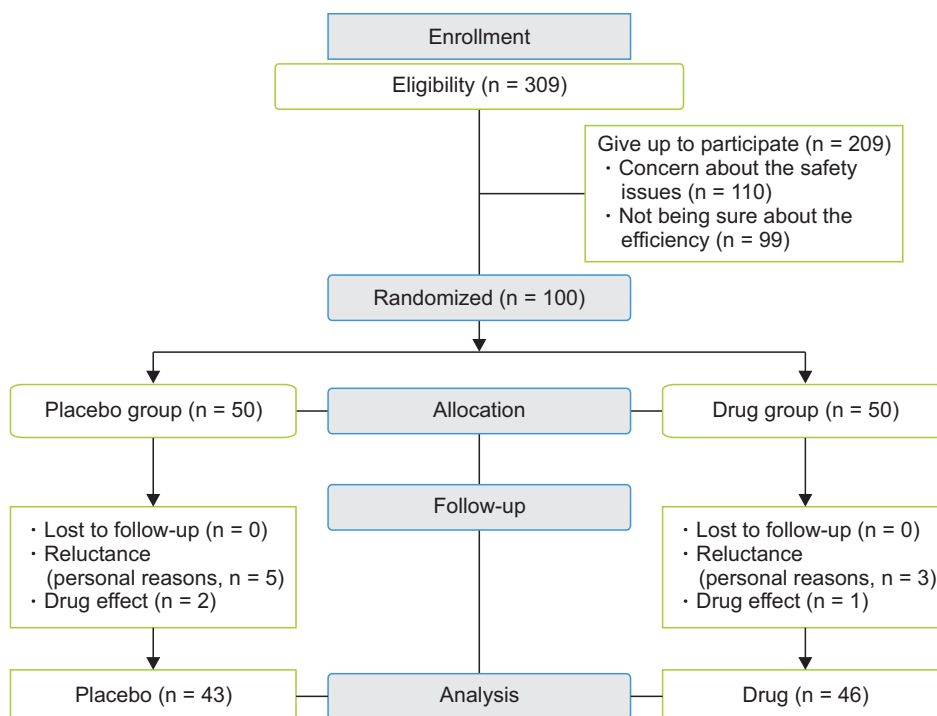 Enrollment
Eligibility (n = 309)
Give up to participate (n = 209)
· Concern about the safety
issues (n = 110)
· Not being sure about the
efficiency (n = 99)
Randomized (n = 100)
Placebo group (n = 50)
Allocation
Drug group (n = 50)
Follow-up
· Lost to follow-up (n = 0)
· Reluctance
(personal reasons, n = 5)
· Drug effect (n = 2)
· Lost to follow-up (n = 0)
· Reluctance
(personal reasons, n = 3)
· Drug effect (n = 1)
Placebo (n = 43)
Analysis
Drug (n = 46)